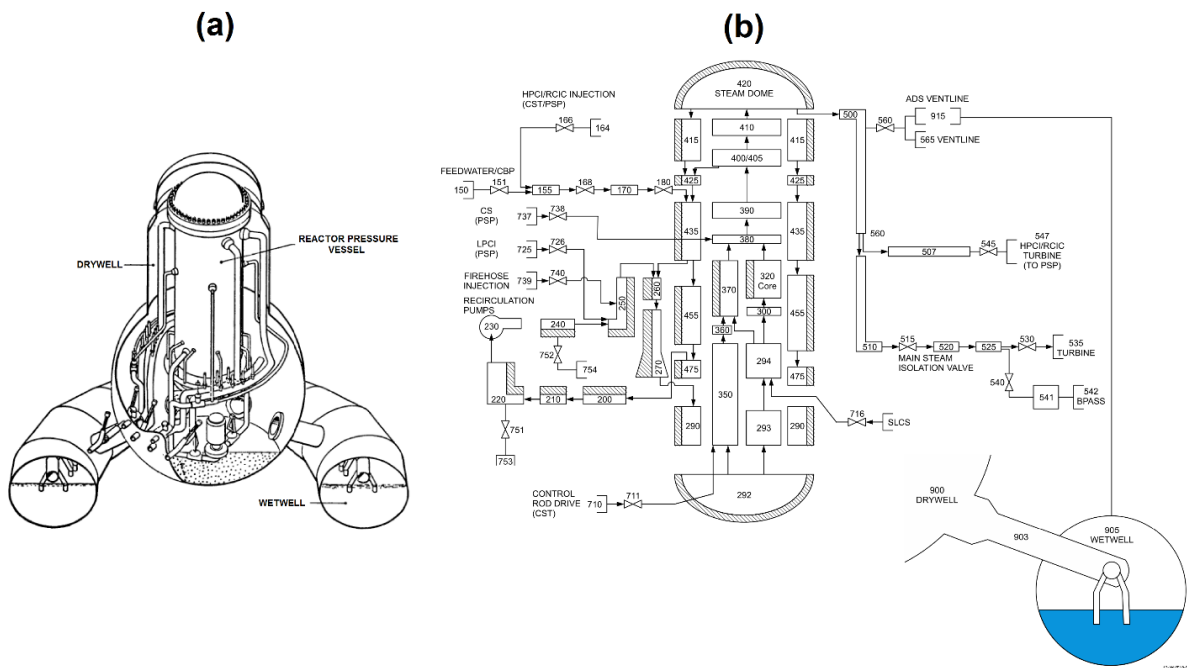 (a)
(b)
DRYWELL
REACTOR PRESSURE
VESSEL
WETWELL
420
STEAM DOME
HPCI/RCIC INJECTION
(CST/PSP)
166
164
FEEDWATER/CBP
150
151
155
168
170
180
CS
(PSP)
737
738
LPCI
(PSP)
725
726
FIREHOSE
INJECTION
739
740
RECIRCULATION
PUMPS
230
240
250
260
270
752
754
220
210
200
751
753
415
410
415
400/405
425
425
390
435
435
380
370
320
Core
300
455
455
360
294
475
475
350
290
293
290
292
CONTROL
ROD DRIVE
(CST)
710
711
716
SLCS
500
560
ADS VENTLINE
915
565 VENTLINE
560
507
545
547
HPCI/RCIC
TURBINE
(TO PSP)
510
515
520
525
530
535
TURBINE
MAIN STEAM
ISOLATION VALVE
540
541
542
BPASS
900
DRYWELL
903
905
WETWELL